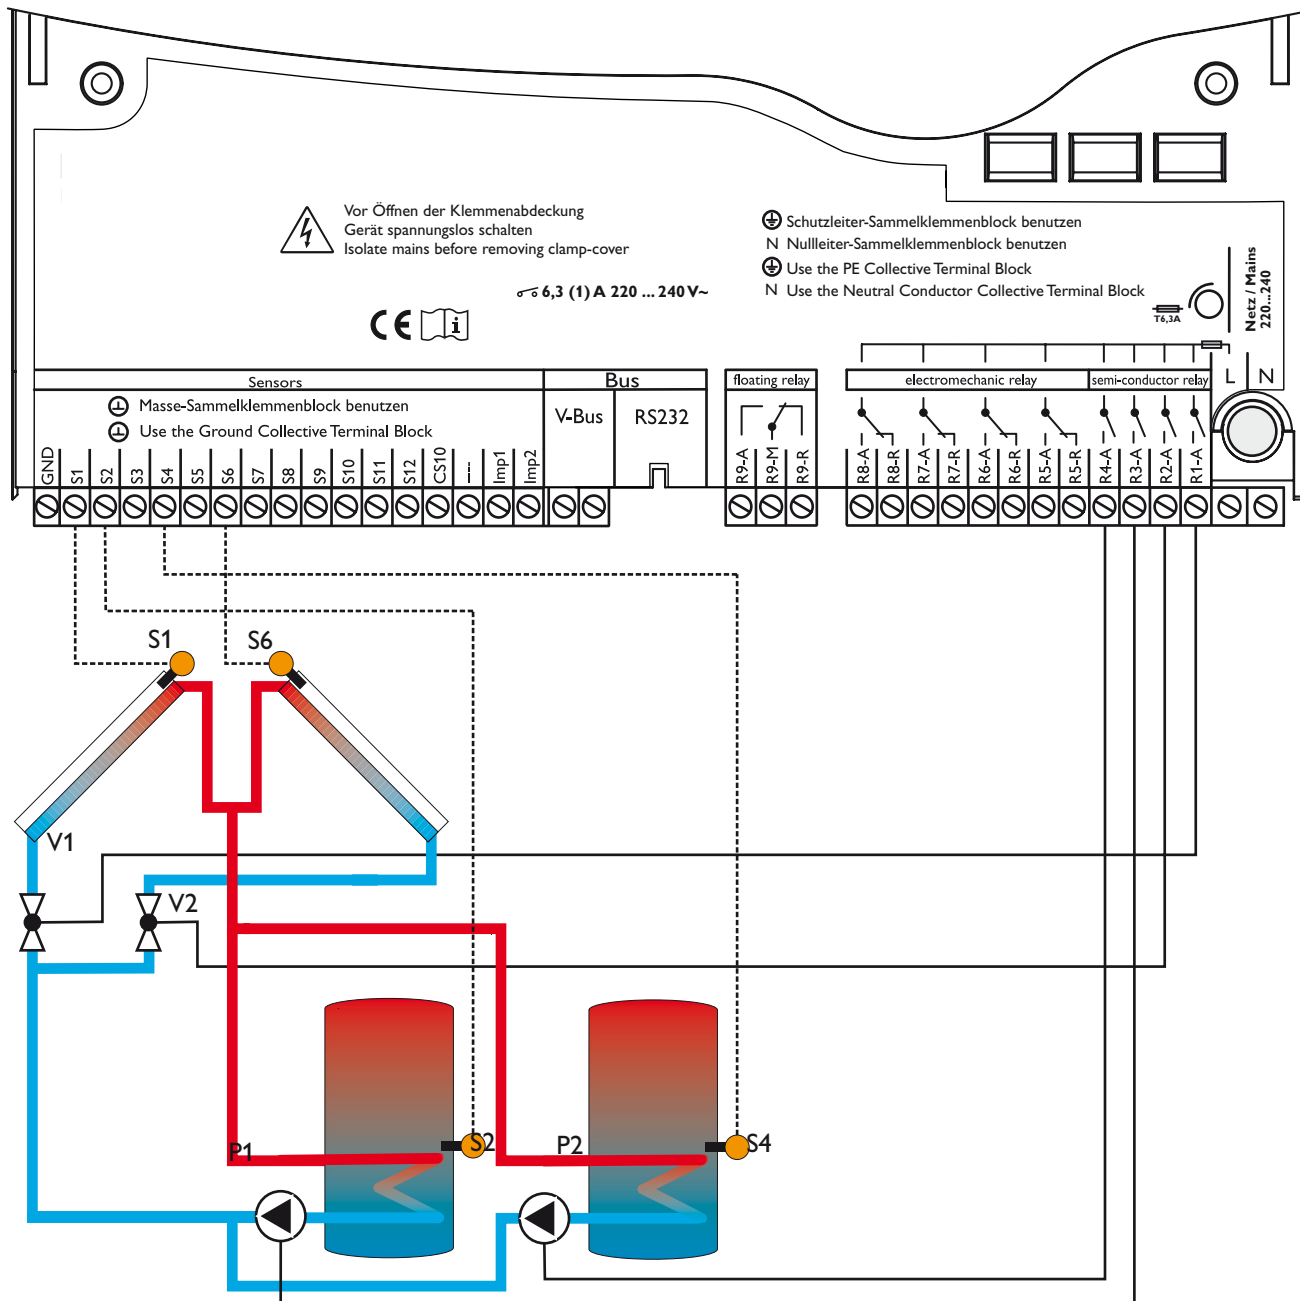 Vor Öffnen der Klemmenabdeckung
Gerät spannungslos schalten
Isolate mains before removing clamp-cover
6,3 (1) A 220 ... 240 V~
CE i
Schutzleiter-Sammelklemmenblock benutzen
N Nullleiter-Sammelklemmenblock benutzen
Use the PE Collective Terminal Block
N Use the Neutral Conductor Collective Terminal Block
T6,3A
Netz / Mains
220...240
L N
Sensors
Masse-Sammelklemmenblock benutzen
Use the Ground Collective Terminal Block
GND S1 S2 S3 S4 S5 S6 S7 S8 S9 S10 S11 S12 CS10 --- Imp1 Imp2
Bus
V-Bus RS232
floating relay
R9-A R9-M R9-R
electromechanic relay
R8-A R8-R R7-A R7-R R6-A R6-R R5-A R5-R
semi-conductor relay
R4-A R3-A R2-A R1-A
S1 S6
V1
V2
P1 S2 P2 S4